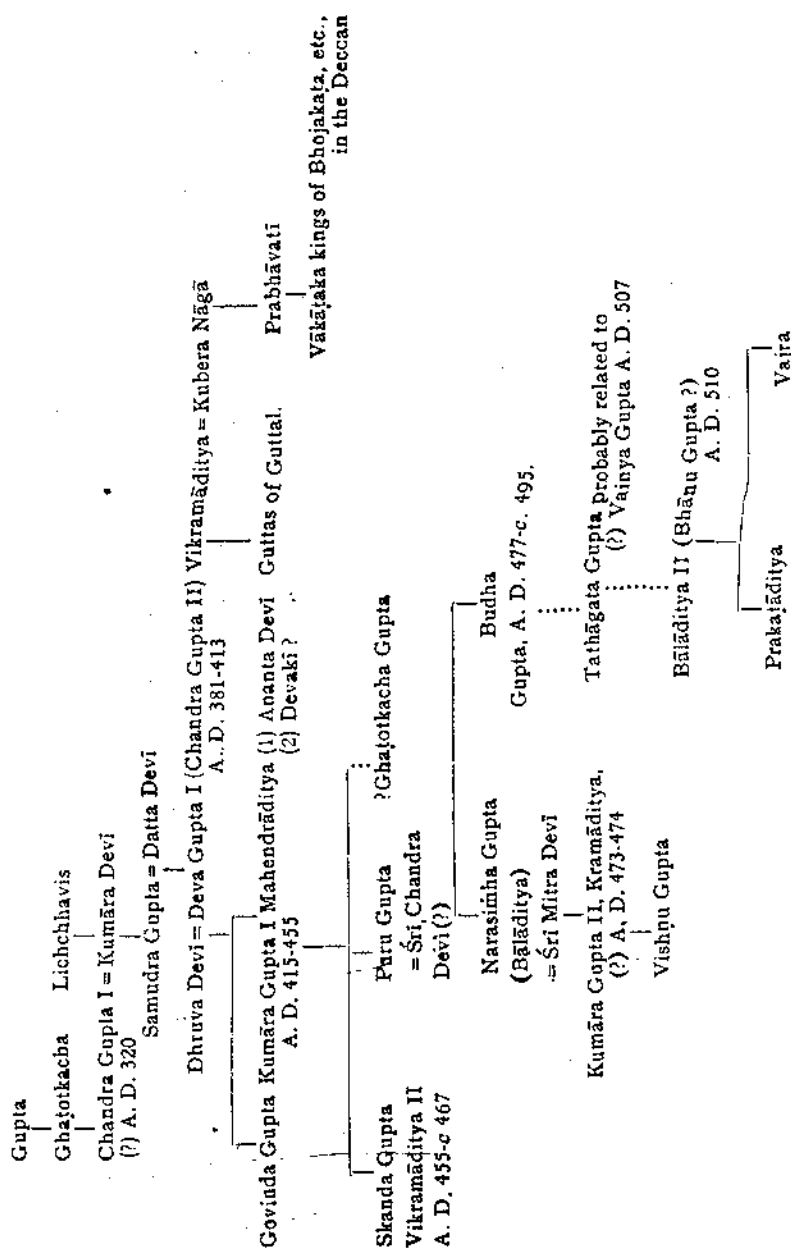 Gupta
Ghaṭotkacha Lichchhavis
Chandra Gupta I = Kumāra Devī
(?) A. D. 320
Samudra Gupta = Datta Devī
Dhruva Devī = Deva Gupta I (Chandra Gupta II) Vikramāditya = Kubera Nāgā
A. D. 381-413
Govinda Gupta Kumāra Gupta I Mahendrāditya (1) Ananta Devī Guttas of Guttal. Prabhāvatī
A. D. 415-455 (2) Devakī ?
Vākāṭaka kings of Bhojakaṭa, etc.,
in the Deccan
Skanda Gupta Puru Gupta ?Ghaṭotkacha Gupta
Vikramāditya II = Śrī Chandra
A. D. 455-c 467 Devī (?)
Narasiṁha Gupta Budha
(Bālāditya) Gupta, A. D. 477-c. 495.
= Śrī Mitra Devī
Kumāra Gupta II, Kramāditya, Tathāgata Gupta probably related to
(?) A. D. 473-474 (?) Vainya Gupta A. D. 507
Vishṇu Gupta Bālāditya II (Bhānu Gupta ?)
A. D. 510
Prakaṭāditya Vajra